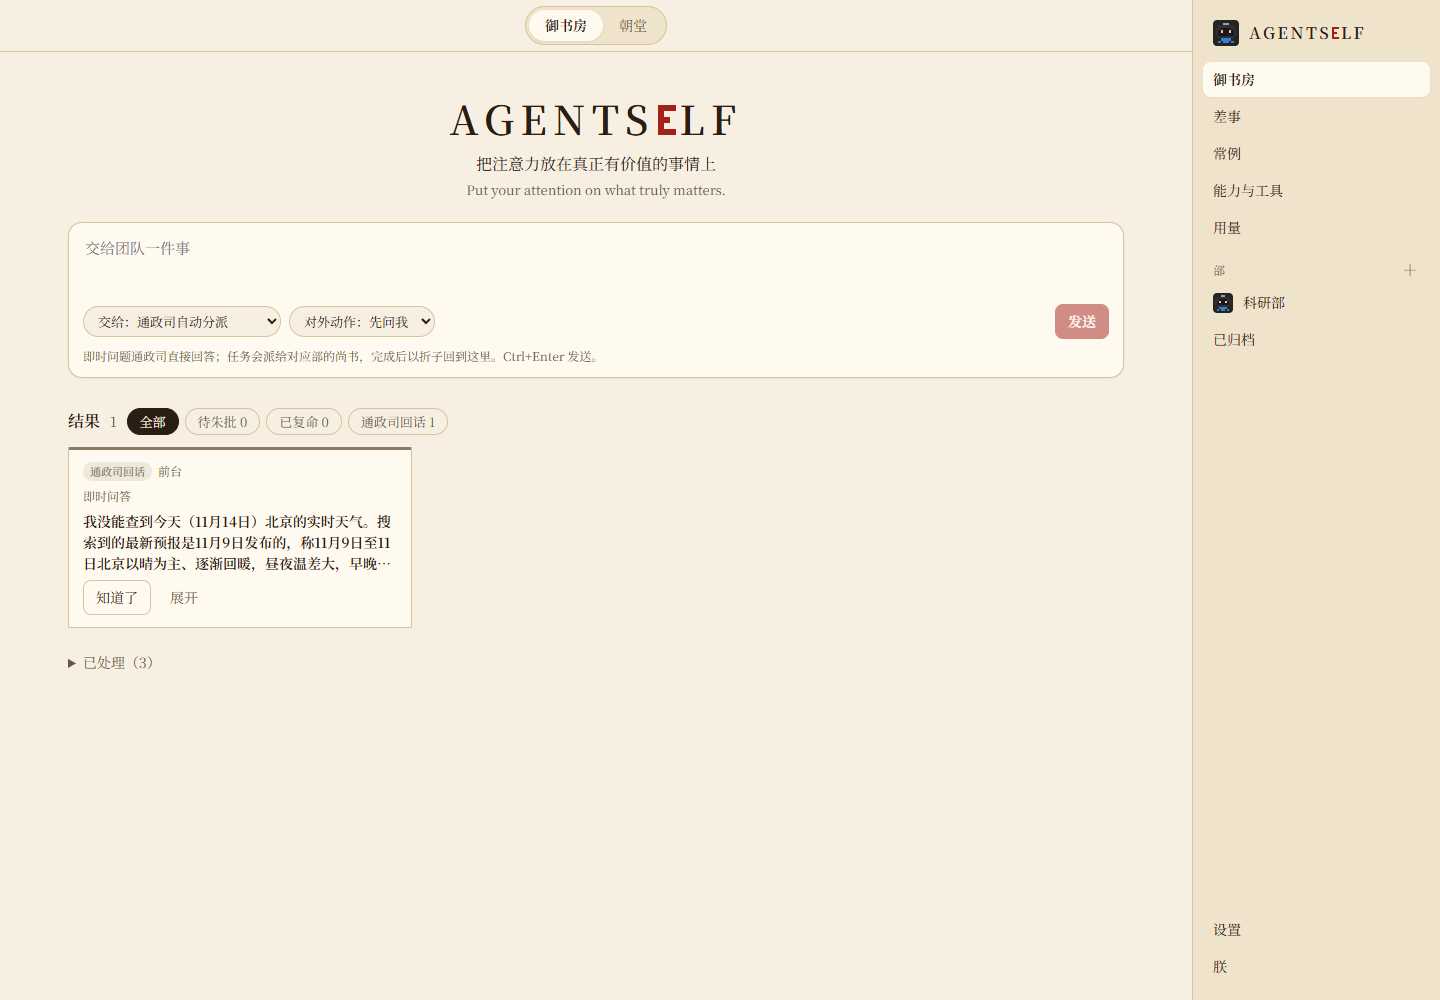 御书房 朝堂
AGENTSELF
把注意力放在真正有价值的事情上
Put your attention on what truly matters.
交给团队一件事
交给：通政司自动分派 对外动作：先问我 发送
即时问题通政司直接回答；任务会派给对应部的尚书，完成后以折子回到这里。Ctrl+Enter 发送。
结果 1 全部 待朱批 0 已复命 0 通政司回话 1
通政司回话 前台
即时问答
我没能查到今天（11月14日）北京的实时天气。搜
索到的最新预报是11月9日发布的，称11月9日至11
日北京以晴为主、逐渐回暖，昼夜温差大，早晚…
知道了 展开
已处理（3）
AGENTSELF
御书房
差事
常例
能力与工具
用量
部 +
科研部
已归档
设置
朕